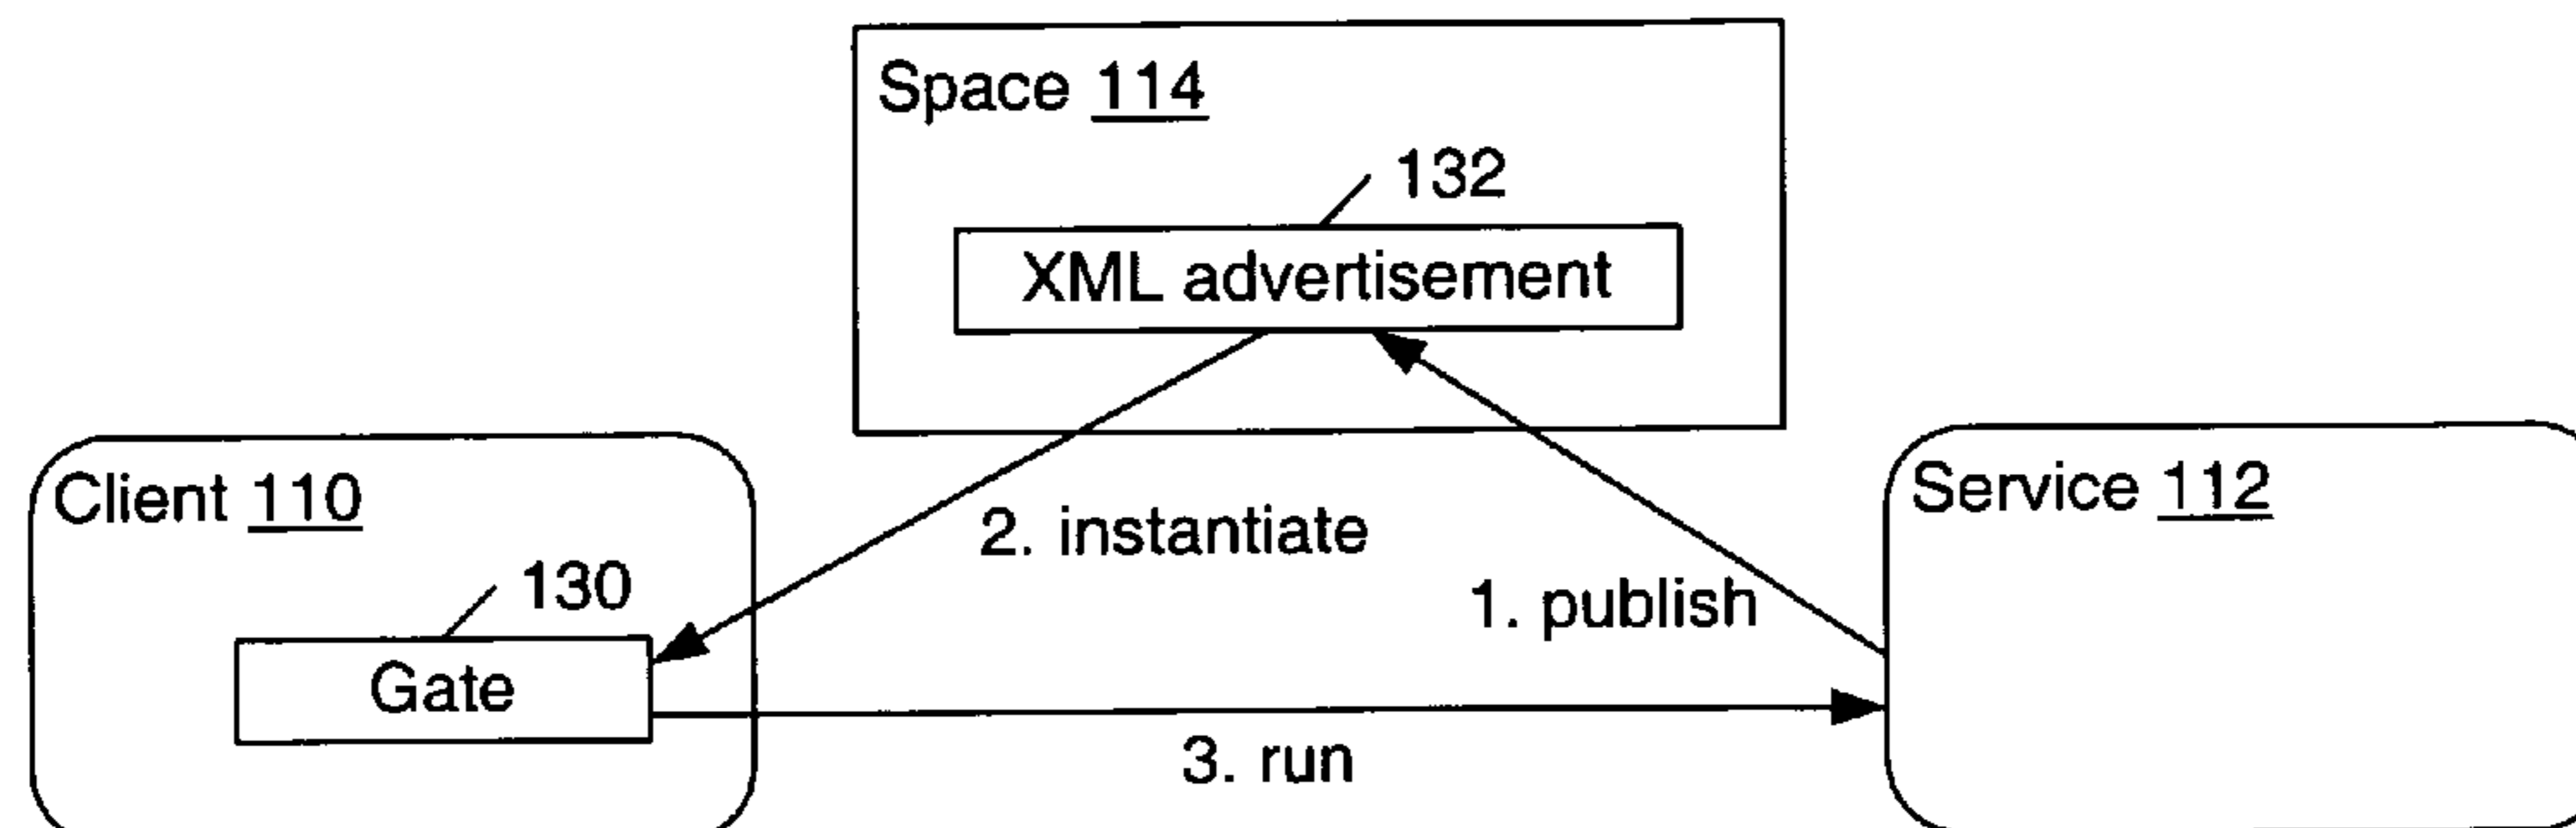 Space 114
132
XML advertisement
Client 110
Service 112
2. instantiate
130
1. publish
Gate
3. run